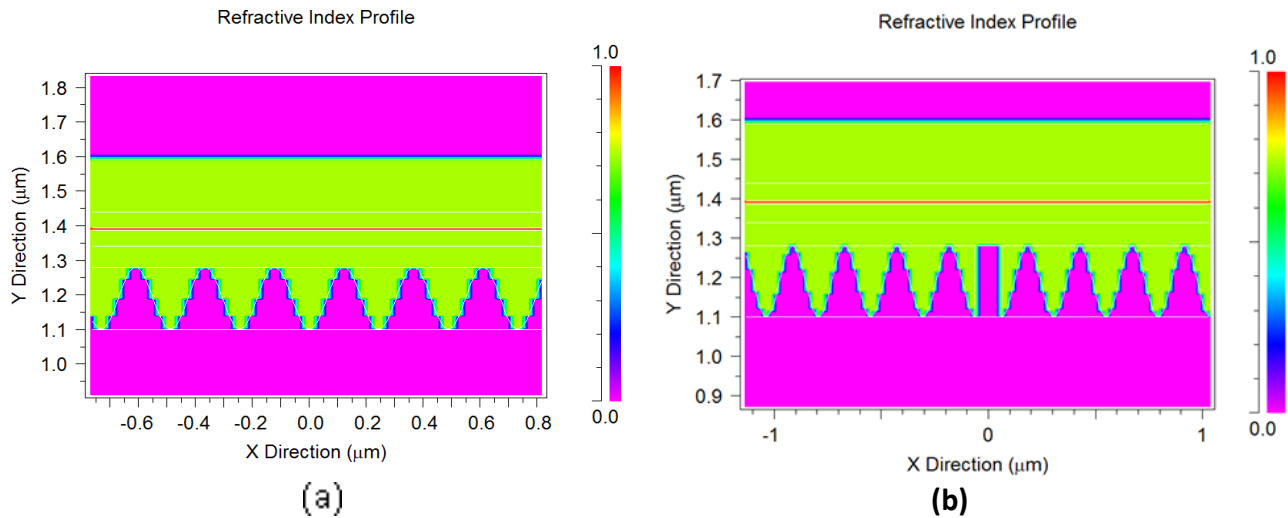 Refractive Index Profile
1.0
1.8
1.7
1.6
1.5
1.4
1.3
1.2
1.1
1.0
0.0
Y Direction (μm)
-0.6 -0.4 -0.2 0.0 0.2 0.4 0.6 0.8
X Direction (μm)
(a)
Refractive Index Profile
1.0
1.7
1.6
1.5
1.4
1.3
1.2
1.1
1.0
0.9
0.0
Y Direction (μm)
-1 0 1
X Direction (μm)
(b)